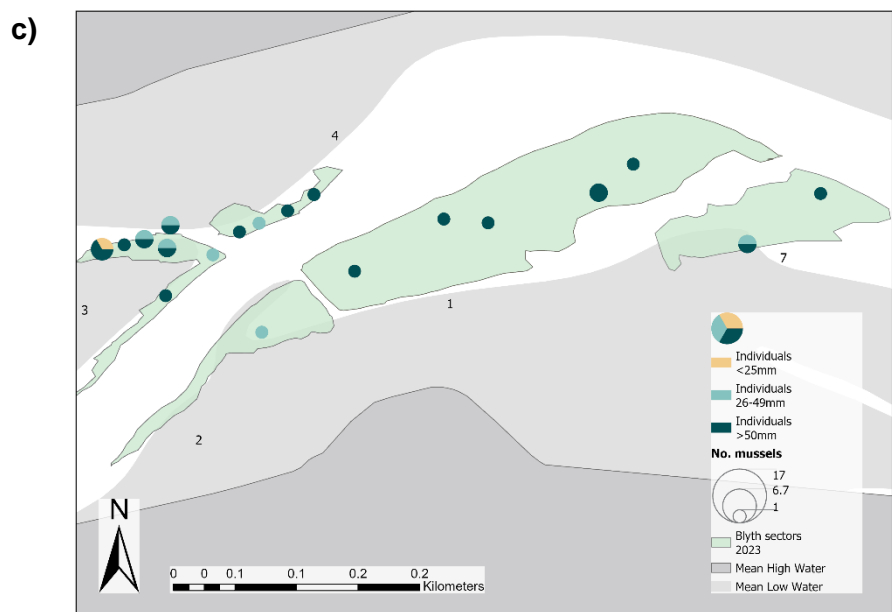 c)
4
3
1
7
2
Individuals
<25mm
Individuals
26-49mm
Individuals
>50mm
No. mussels
17
6.7
1
Blyth sectors
2023
Mean High Water
Mean Low Water
N
0 0 0.1 0.1 0.2 0.2
Kilometers